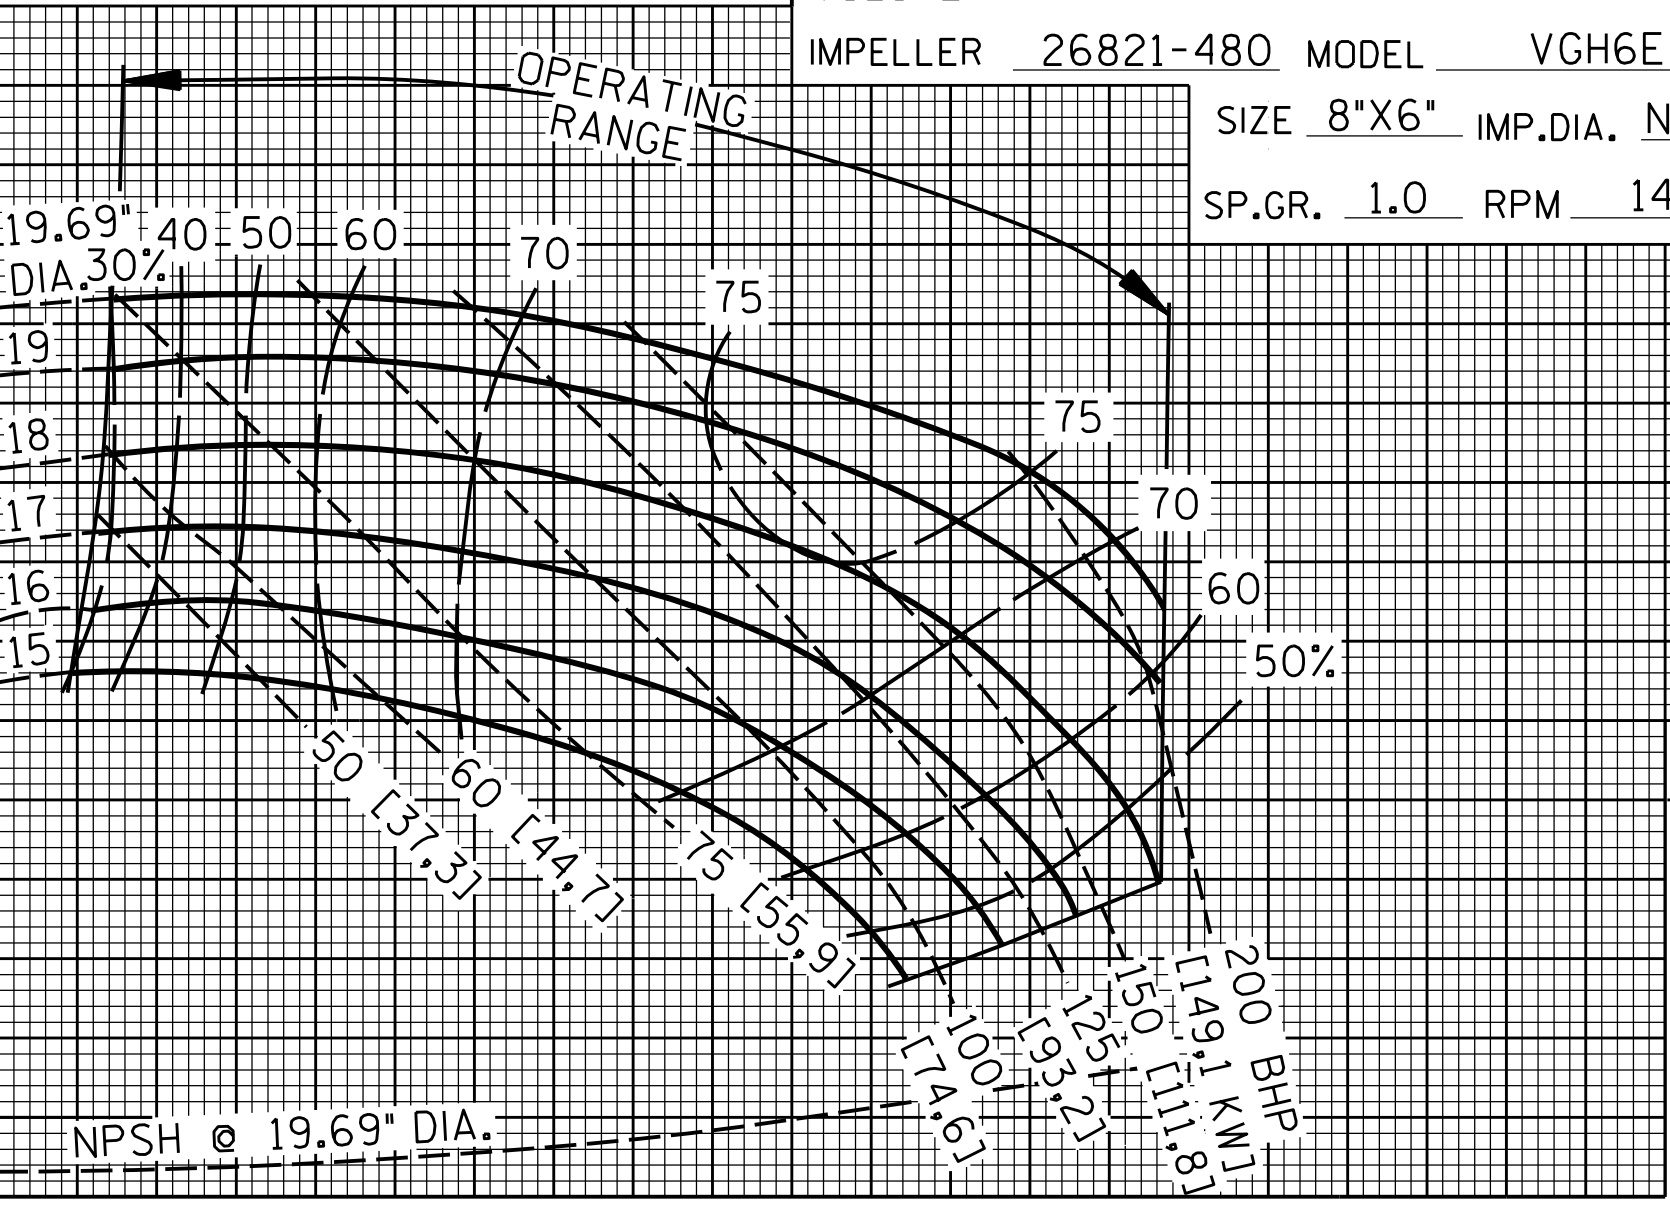 IMPELLER 26821-480 MODEL VGH6E
SIZE 8"X6" IMP.DIA.
SP.GR. 1.0 RPM 14
OPERATING
RANGE
19.69"
DIA.
30% 40 50 60 70 75
19
18
17
16
15
75
70
60
50%
50 [37,3]
60 [44,7]
75 [55,9]
100
[74,6]
125
[93,2]
150 [111,8]
200 BHP
[149,1 KW]
NPSH @ 19.69" DIA.